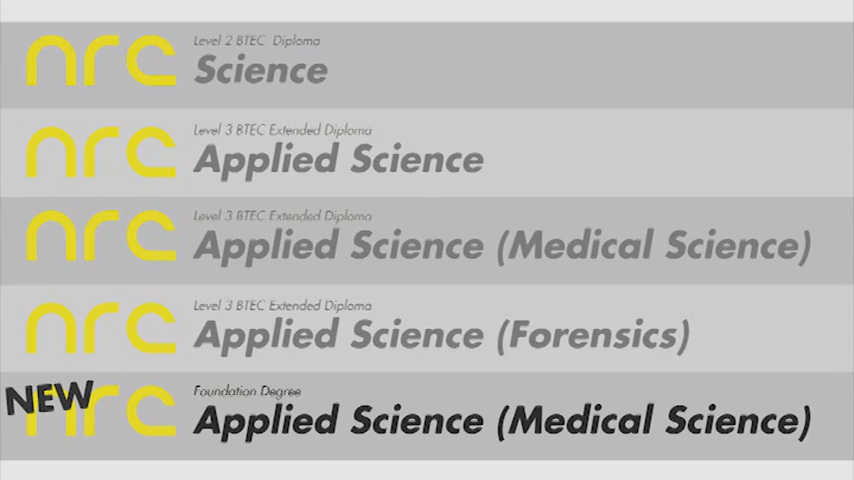 nrc
Level 2 BTEC Diploma
Science
nrc
Level 3 BTEC Extended Diploma
Applied Science
nrc
Level 3 BTEC Extended Diploma
Applied Science (Medical Science)
nrc
Level 3 BTEC Extended Diploma
Applied Science (Forensics)
NEW
nrc
Foundation Degree
Applied Science (Medical Science)